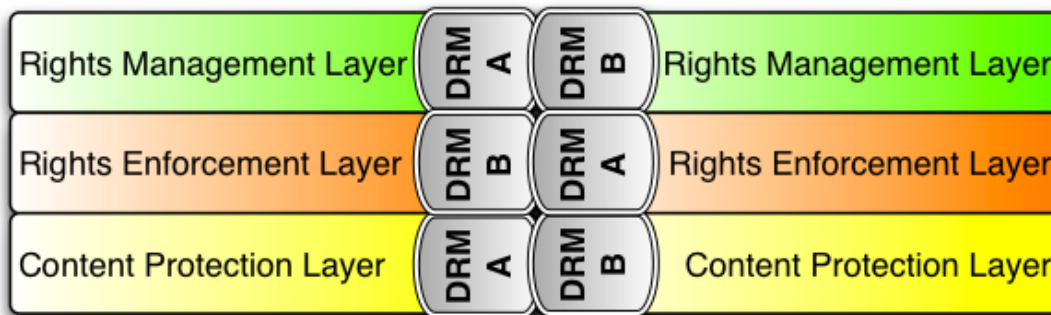 Rights Management Layer DRM A DRM B Rights Management Layer
Rights Enforcement Layer DRM B DRM A Rights Enforcement Layer
Content Protection Layer DRM A DRM B Content Protection Layer